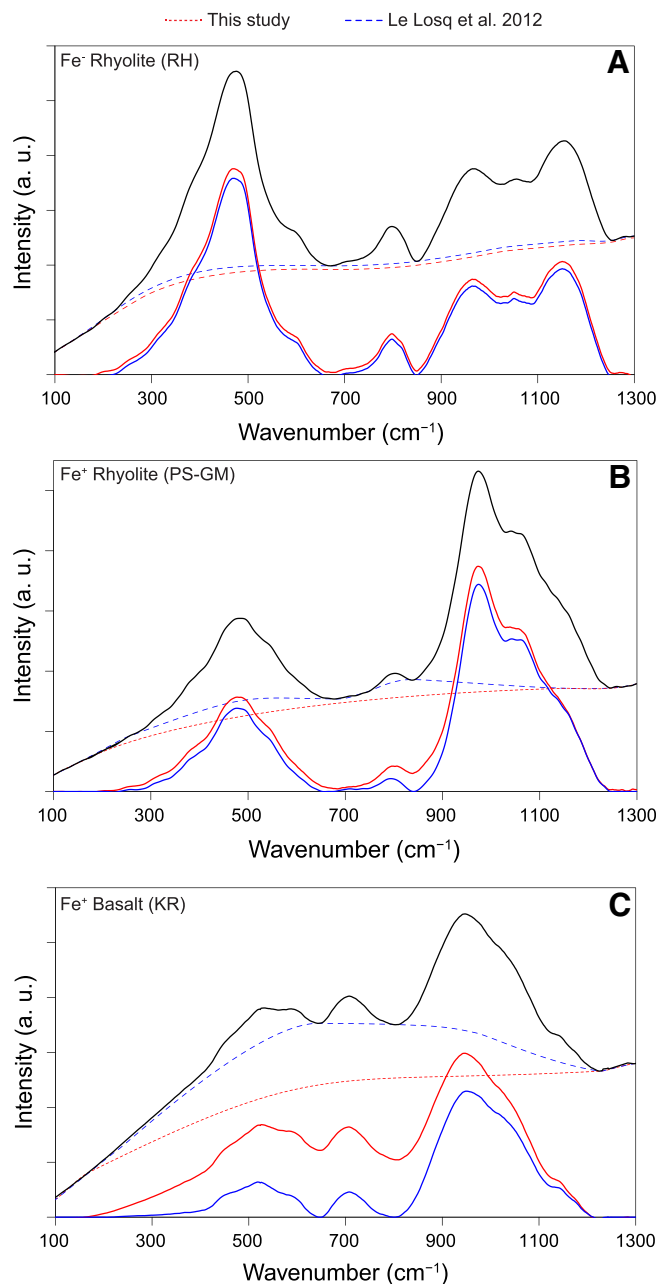 This study Le Losq et al. 2012
Fe⁻ Rhyolite (RH) A
Intensity (a. u.)
100 300 500 700 900 1100 1300
Wavenumber (cm⁻¹)
Fe⁺ Rhyolite (PS-GM) B
Intensity (a. u.)
100 300 500 700 900 1100 1300
Wavenumber (cm⁻¹)
Fe⁺ Basalt (KR) C
Intensity (a. u.)
100 300 500 700 900 1100 1300
Wavenumber (cm⁻¹)